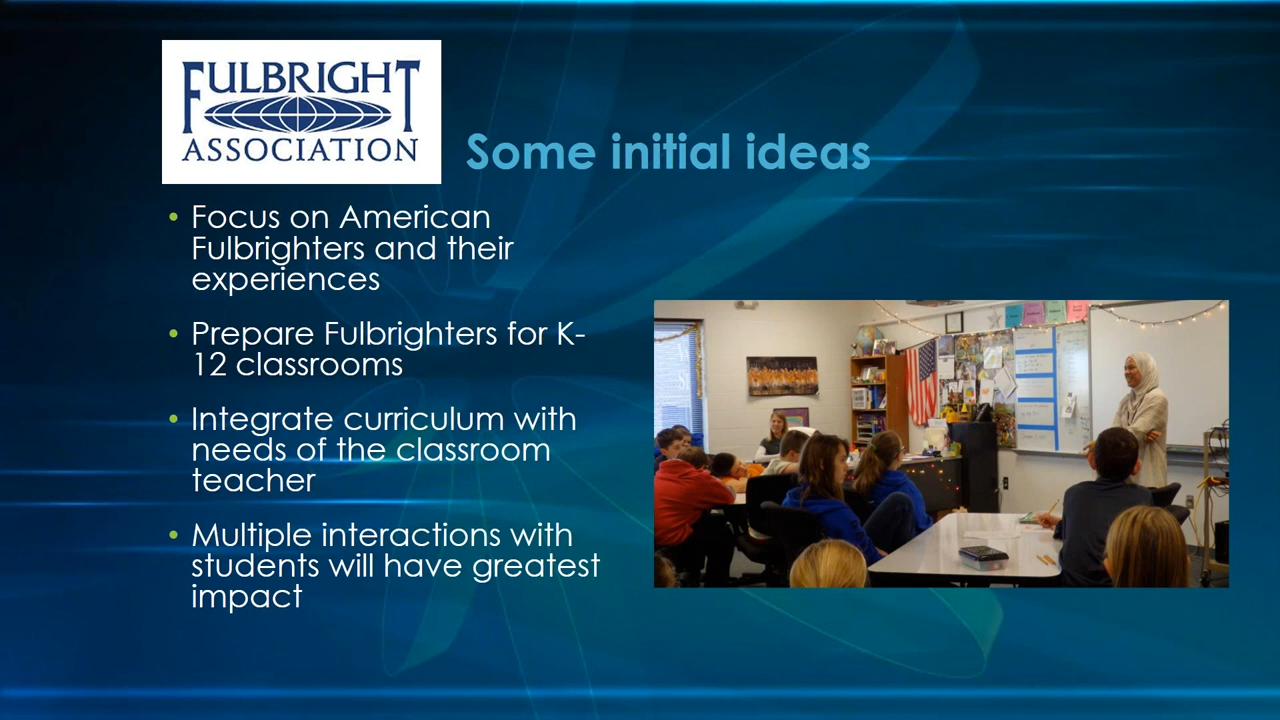 FULBRIGHT
ASSOCIATION
Some initial ideas
• Focus on American
Fulbrighters and their
experiences
• Prepare Fulbrighters for K-
12 classrooms
• Integrate curriculum with
needs of the classroom
teacher
• Multiple interactions with
students will have greatest
impact